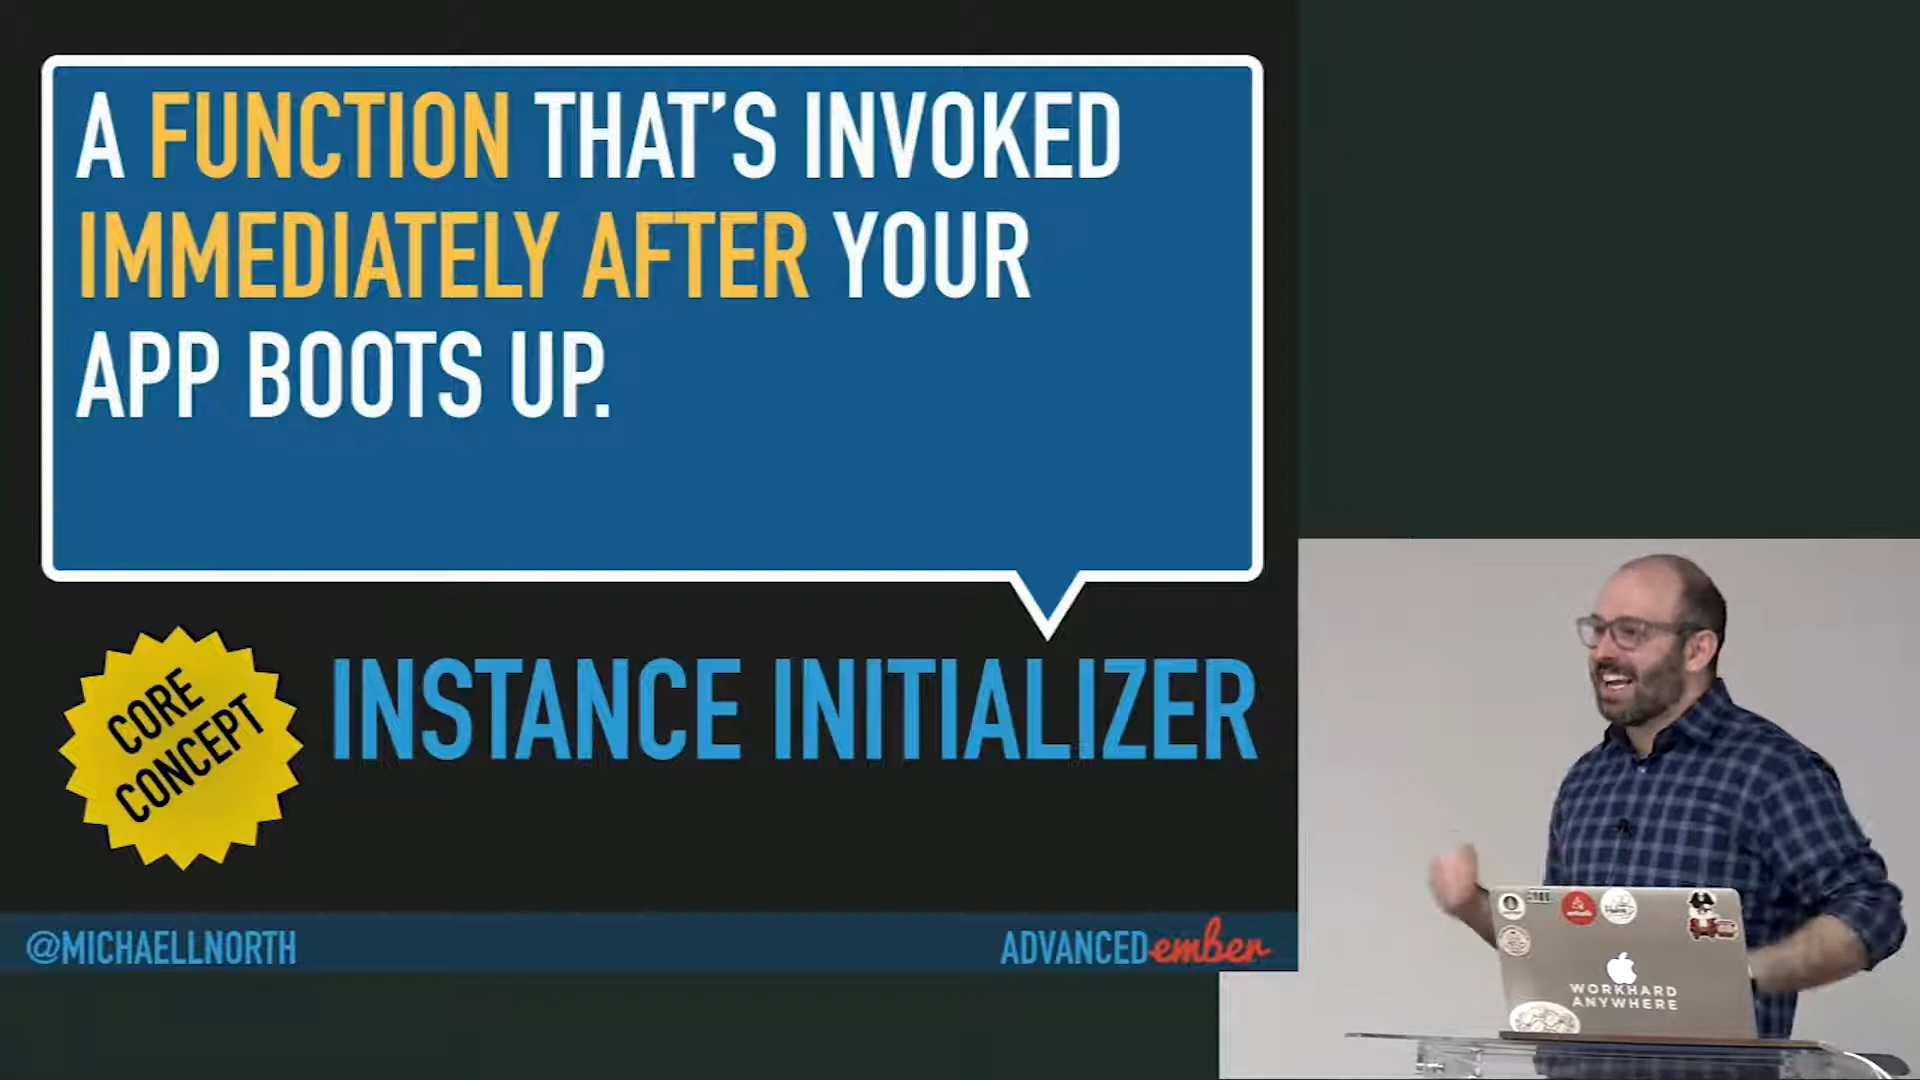 A FUNCTION THAT'S INVOKED
IMMEDIATELY AFTER YOUR
APP BOOTS UP.
CORE
CONCEPT
INSTANCE INITIALIZER
@MICHAELLNORTH
ADVANCEDember
WORKHARD
ANYWHERE